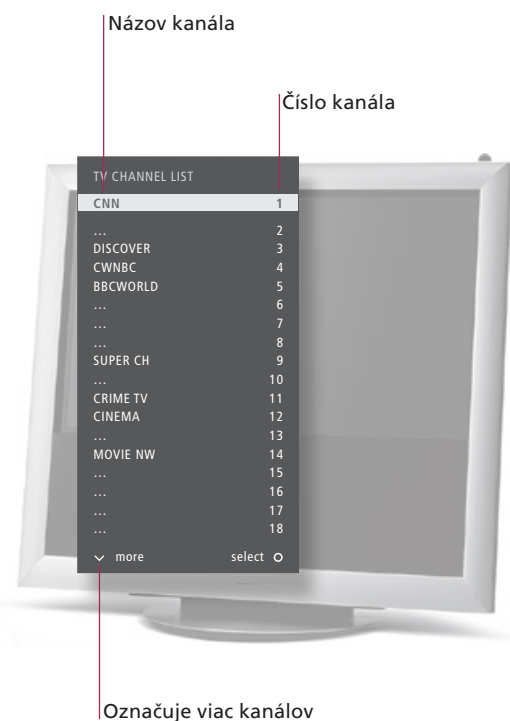 Názov kanála
Číslo kanála
TV CHANNEL LIST
CNN 1
... 2
DISCOVER 3
CWNBC 4
BBCWORLD 5
... 6
... 7
... 8
SUPER CH 9
... 10
CRIME TV 11
CINEMA 12
... 13
MOVIE NW 14
... 15
... 16
... 17
... 18
more select
Označuje viac kanálov